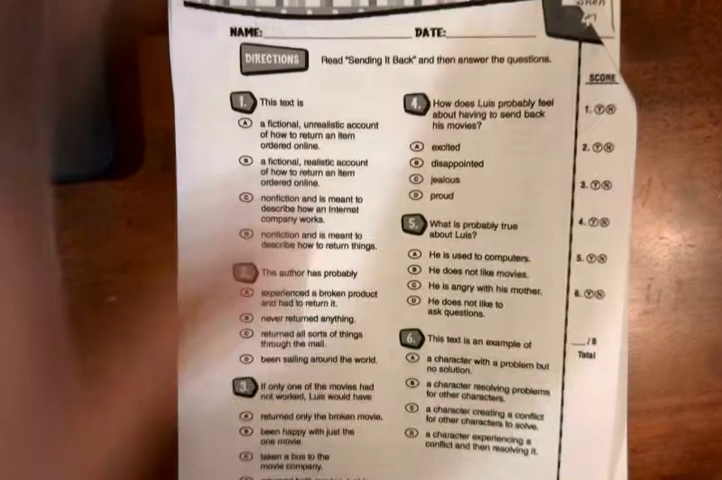 NAME: DATE:
DIRECTIONS Read "Sending It Back" and then answer the questions.
SCORE
1. This text is
A a fictional, unrealistic account
of how to return an item
ordered online.
B a fictional, realistic account
of how to return an item
ordered online.
C nonfiction and is meant to
describe how an Internet
company works.
D nonfiction and is meant to
describe how to return things.
2. The author has probably
A experienced a broken product
and had to return it.
B never returned anything.
C returned all sorts of things
through the mail.
D been sailing around the world.
3. If only one of the movies had
not worked, Luis would have
A returned only the broken movie.
B been happy with just the
one movie
C taken a bus to the
movie company.
4. How does Luis probably feel
about having to send back
his movies?
A excited
B disappointed
C jealous
D proud
5. What is probably true
about Luis?
A He is used to computers.
B He does not like movies.
C He is angry with his mother.
D He does not like to
ask questions.
6. This text is an example of
A a character with a problem but
no solution.
B a character resolving problems
for other characters.
C a character creating a conflict
for other characters to solve.
D a character experiencing a
conflict and then resolving it.
1. Y N
2. Y N
3. Y N
4. Y N
5. Y N
6. Y N
/6
Total